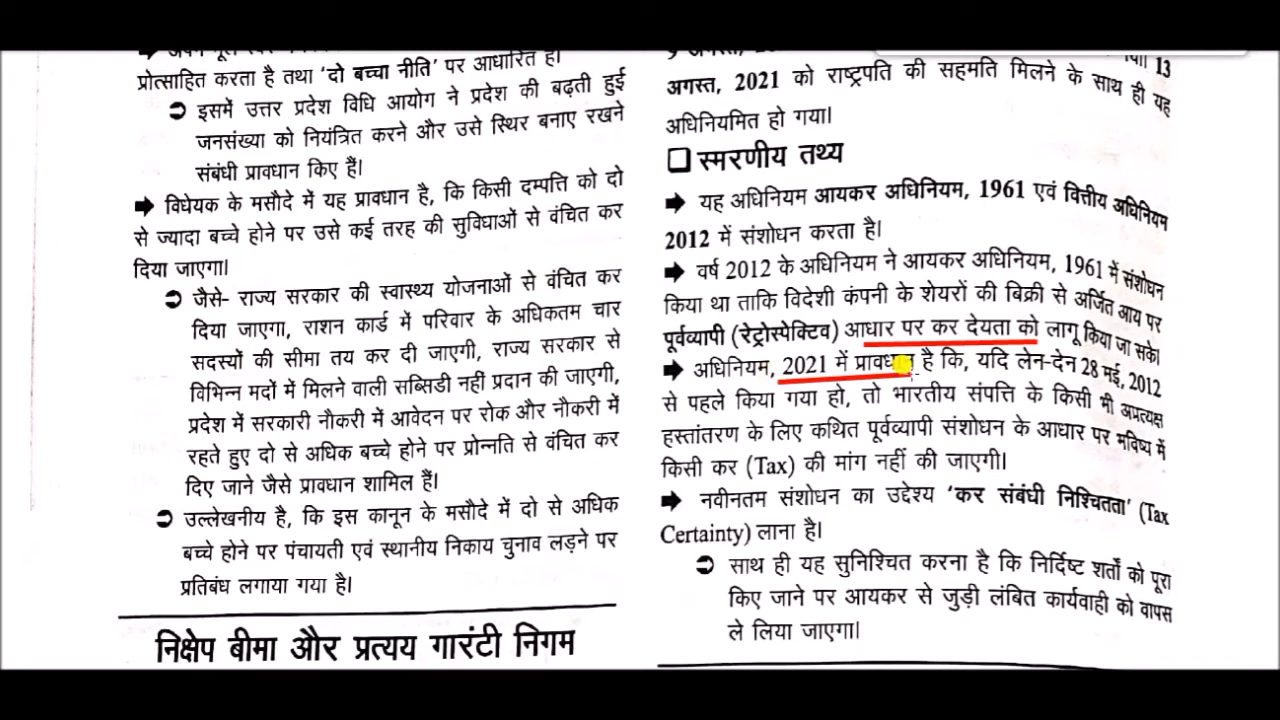 प्रोत्साहित करता है तथा 'दो बच्चा नीति' पर आधारित है।
➲ इसमें उत्तर प्रदेश विधि आयोग ने प्रदेश की बढ़ती हुई
जनसंख्या को नियंत्रित करने और उसे स्थिर बनाए रखने
संबंधी प्रावधान किए हैं।
➡ विधेयक के मसौदे में यह प्रावधान है, कि किसी दम्पत्ति को दो
से ज्यादा बच्चे होने पर उसे कई तरह की सुविधाओं से वंचित कर
दिया जाएगा।
➲ जैसे- राज्य सरकार की स्वास्थ्य योजनाओं से वंचित कर
दिया जाएगा, राशन कार्ड में परिवार के अधिकतम चार
सदस्यों की सीमा तय कर दी जाएगी, राज्य सरकार से
विभिन्न मदों में मिलने वाली सब्सिडी नहीं प्रदान की जाएगी,
प्रदेश में सरकारी नौकरी में आवेदन पर रोक और नौकरी में
रहते हुए दो से अधिक बच्चे होने पर प्रोन्नति से वंचित कर
दिए जाने जैसे प्रावधान शामिल हैं।
➲ उल्लेखनीय है, कि इस कानून के मसौदे में दो से अधिक
बच्चे होने पर पंचायती एवं स्थानीय निकाय चुनाव लड़ने पर
प्रतिबंध लगाया गया है।
निक्षेप बीमा और प्रत्यय गारंटी निगम
13
अगस्त, 2021 को राष्ट्रपति की सहमति मिलने के साथ ही यह
अधिनियमित हो गया।
❑ स्मरणीय तथ्य
➡ यह अधिनियम आयकर अधिनियम, 1961 एवं वित्तीय अधिनियम
2012 में संशोधन करता है।
➡ वर्ष 2012 के अधिनियम ने आयकर अधिनियम, 1961 में संशोधन
किया था ताकि विदेशी कंपनी के शेयरों की बिक्री से अर्जित आय पर
पूर्वव्यापी (रेट्रोस्पेक्टिव) आधार पर कर देयता को लागू किया जा सके।
➡ अधिनियम, 2021 में प्रावधान है कि, यदि लेन-देन 28 मई, 2012
से पहले किया गया हो, तो भारतीय संपत्ति के किसी भी अप्रत्यक्ष
हस्तांतरण के लिए कथित पूर्वव्यापी संशोधन के आधार पर भविष्य में
किसी कर (Tax) की मांग नहीं की जाएगी।
➡ नवीनतम संशोधन का उद्देश्य 'कर संबंधी निश्चितता' (Tax
Certainty) लाना है।
➲ साथ ही यह सुनिश्चित करना है कि निर्दिष्ट शर्तों को पूरा
किए जाने पर आयकर से जुड़ी लंबित कार्यवाही को वापस
ले लिया जाएगा।